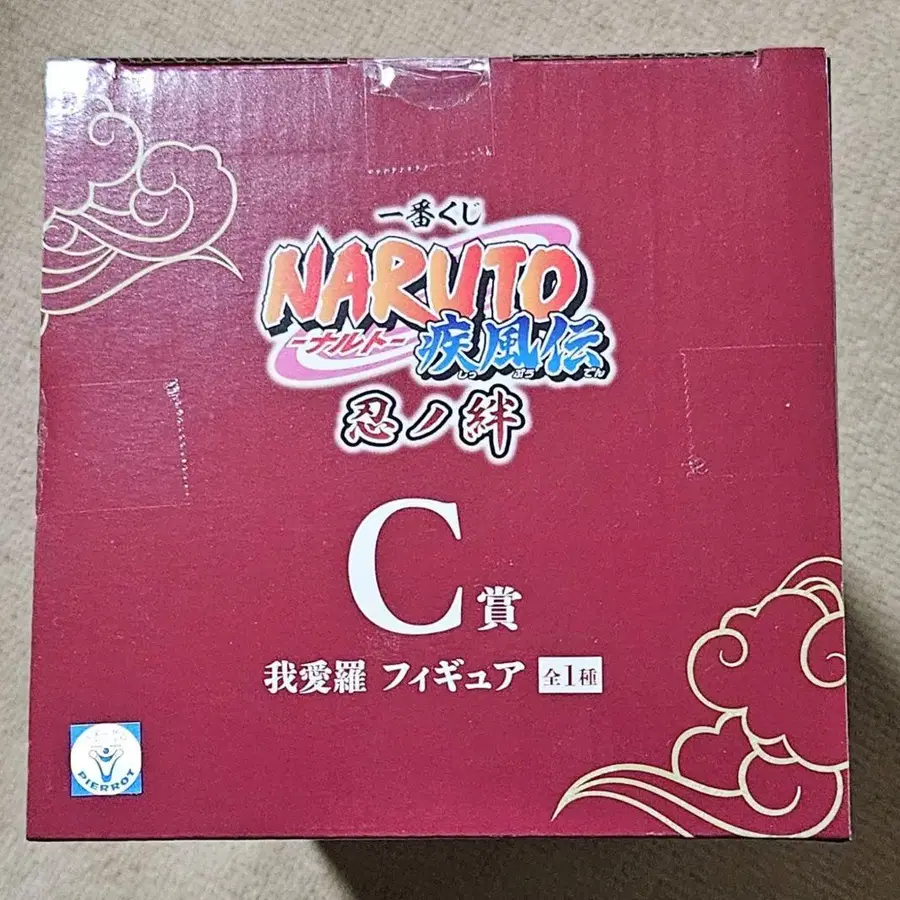 一番くじ
NARUTO
-ナルト-
疾風伝
しっ ぷう でん
忍ノ絆
C賞
我愛羅 フィギュア 全1種
PIERROT